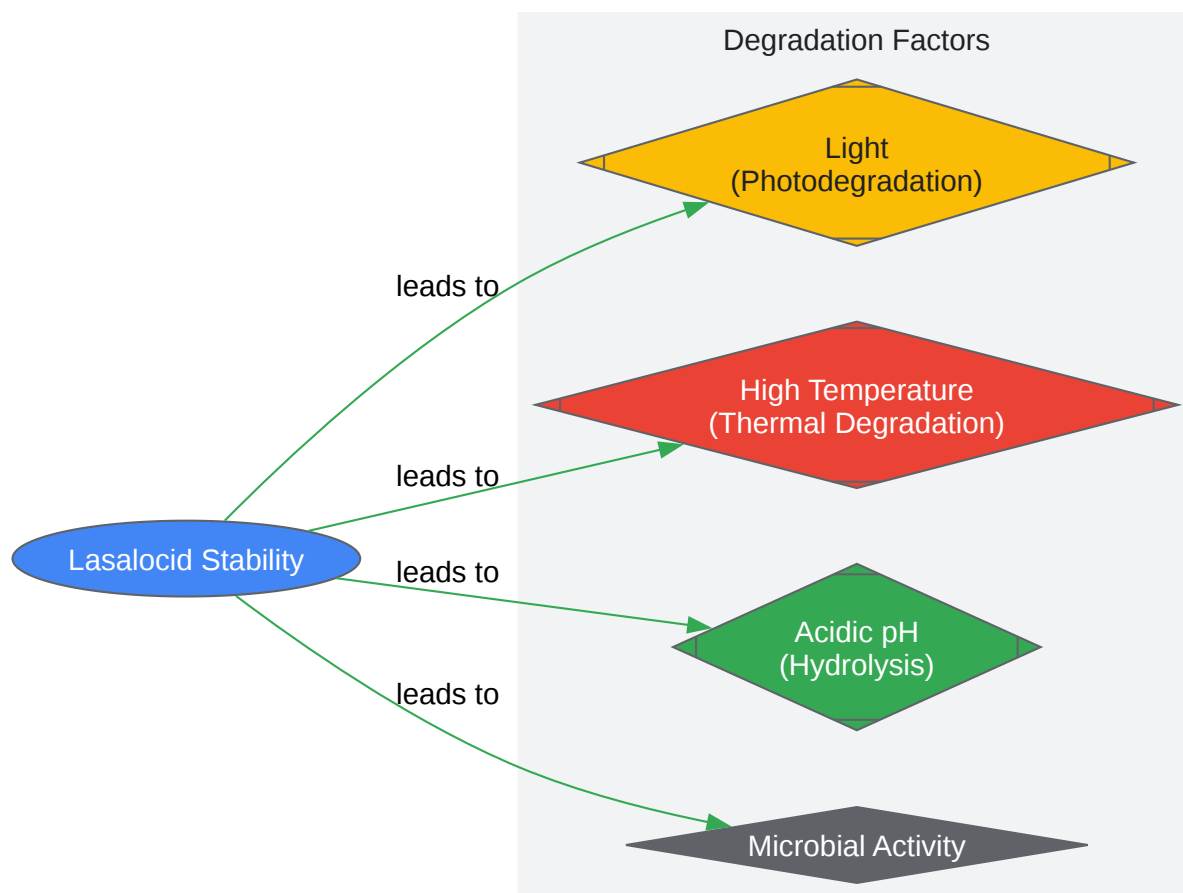 Degradation Factors
Light
(Photodegradation)
leads to
High Temperature
(Thermal Degradation)
leads to
Lasalocid Stability
leads to
Acidic pH
(Hydrolysis)
leads to
Microbial Activity